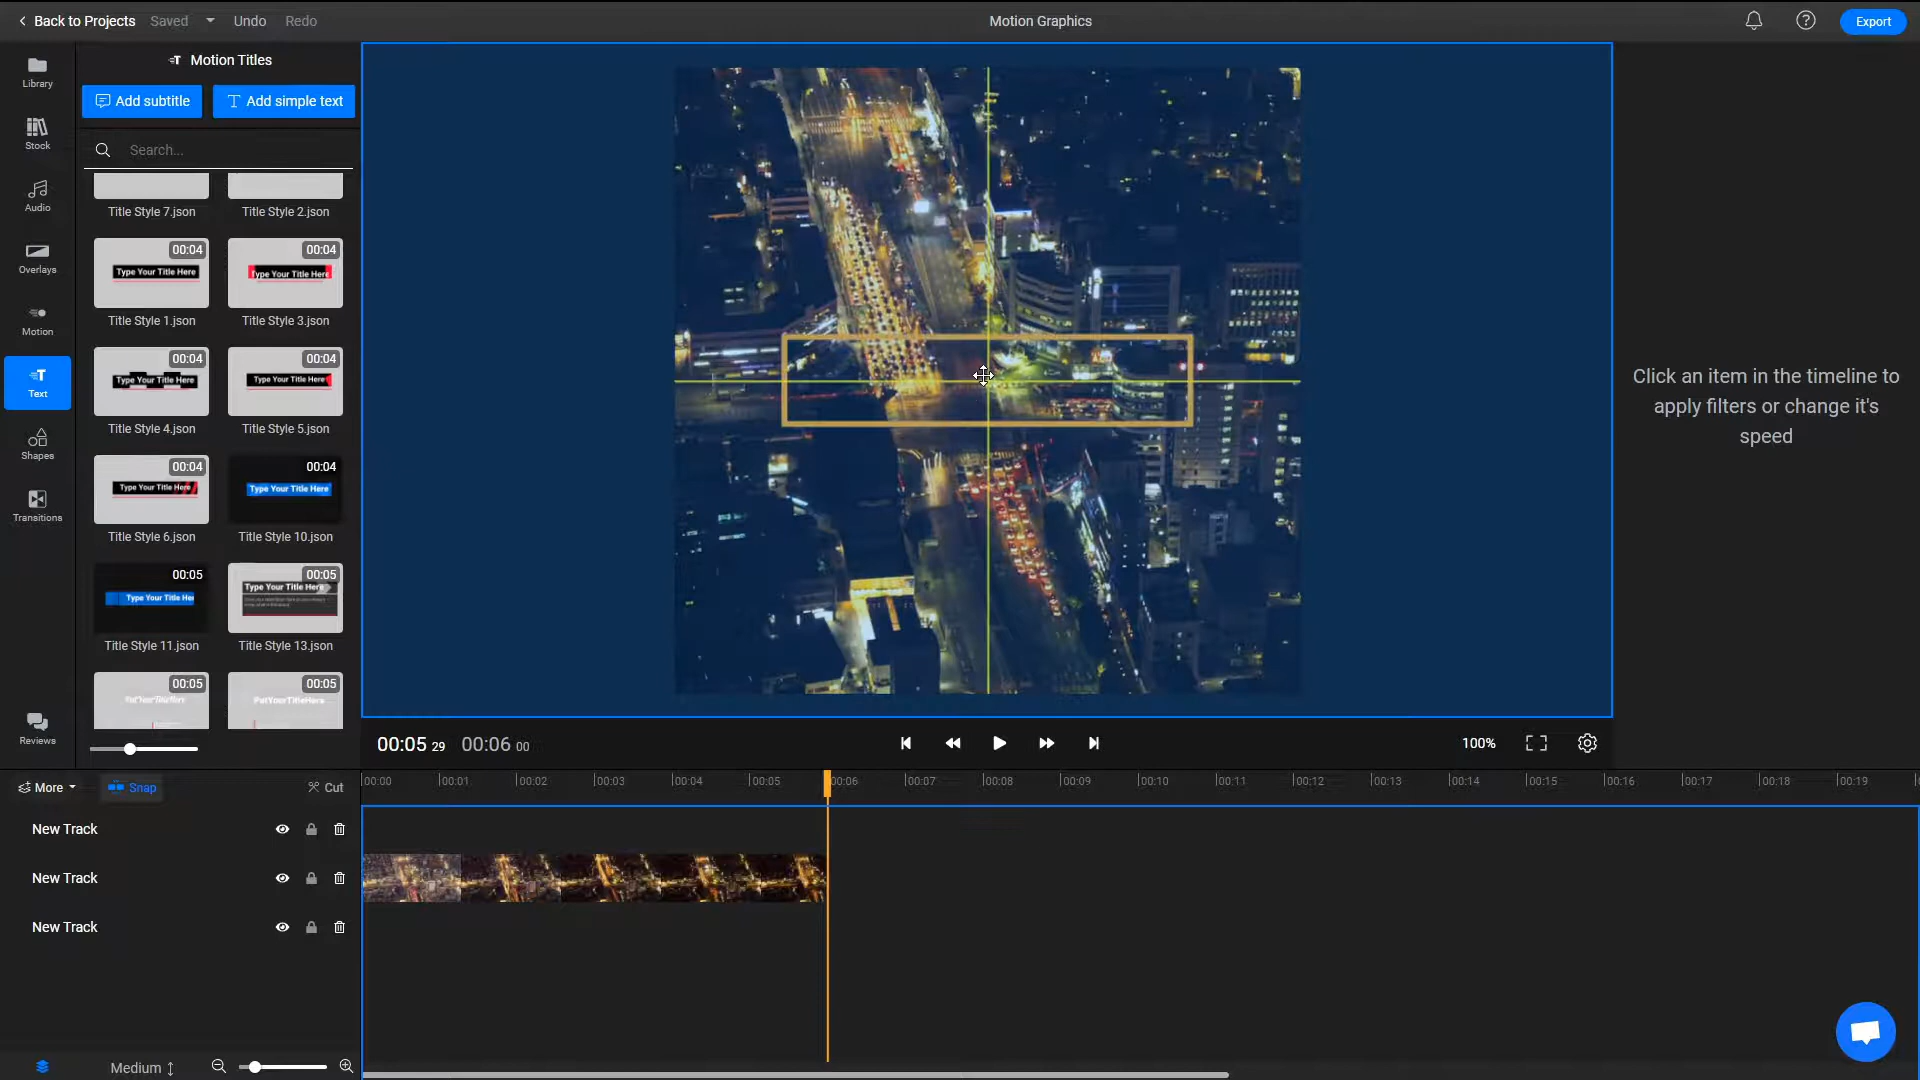 Back to Projects Saved Undo Redo
Motion Graphics
Export
Library
Stock
Audio
Overlays
Motion
Text
Shapes
Transitions
Reviews
Motion Titles
Add subtitle
Add simple text
Search...
Title Style 7.json
Title Style 2.json
00:04
Type Your Title Here
Title Style 1.json
00:04
Type Your Title Here
Title Style 3.json
00:04
Type Your Title Here
Title Style 4.json
00:04
Type Your Title Here
Title Style 5.json
00:04
Type Your Title Here
Title Style 6.json
00:04
Type Your Title Here
Title Style 10.json
00:05
Type Your Title Her
Title Style 11.json
00:05
Type Your Title Here
Title Style 13.json
00:05
PutYourTitleHere
00:05
PutYourTitleHere
Click an item in the timeline to
apply filters or change it's
speed
00:05 29 00:06 00
100%
More
Snap
Cut
00:00 00:01 00:02 00:03 00:04 00:05 00:06 00:07 00:08 00:09 00:10 00:11 00:12 00:13 00:14 00:15 00:16 00:17 00:18 00:19
New Track
New Track
New Track
Medium